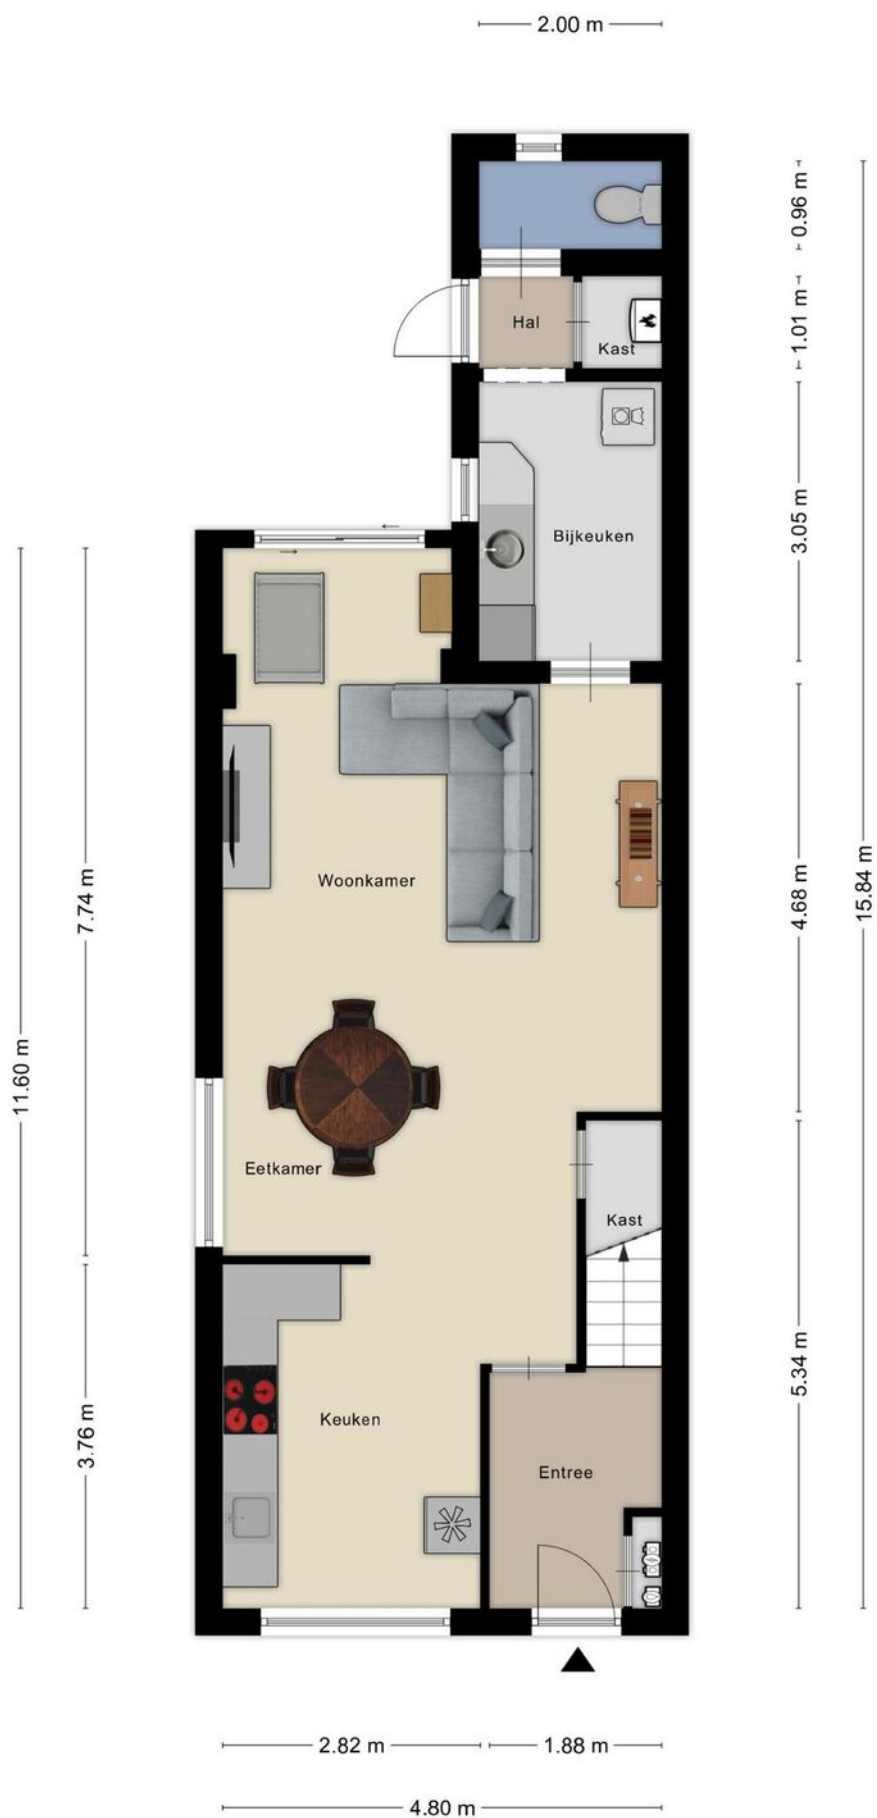 2.00 m
0.96 m
Hal
1.01 m
Kast
3.05 m
Bijkeuken
7.74 m
Woonkamer
4.68 m
15.84 m
11.60 m
Eetkamer
Kast
5.34 m
3.76 m
Keuken
Entree
2.82 m
1.88 m
4.80 m